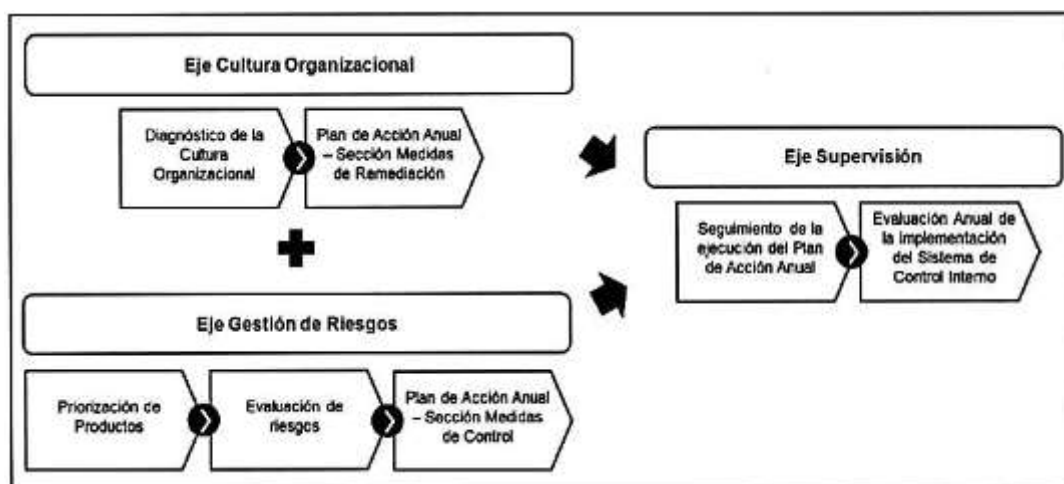 Eje Cultura Organizacional
Diagnóstico de la
Cultura
Organizacional
Plan de Acción Anual
– Sección Medidas
de Remediación
Eje Gestión de Riesgos
Priorización de
Productos
Evaluación de
riesgos
Plan de Acción Anual
– Sección Medidas
de Control
Eje Supervisión
Seguimiento de la
ejecución del Plan
de Acción Anual
Evaluación Anual de
la Implementación
del Sistema de
Control Interno